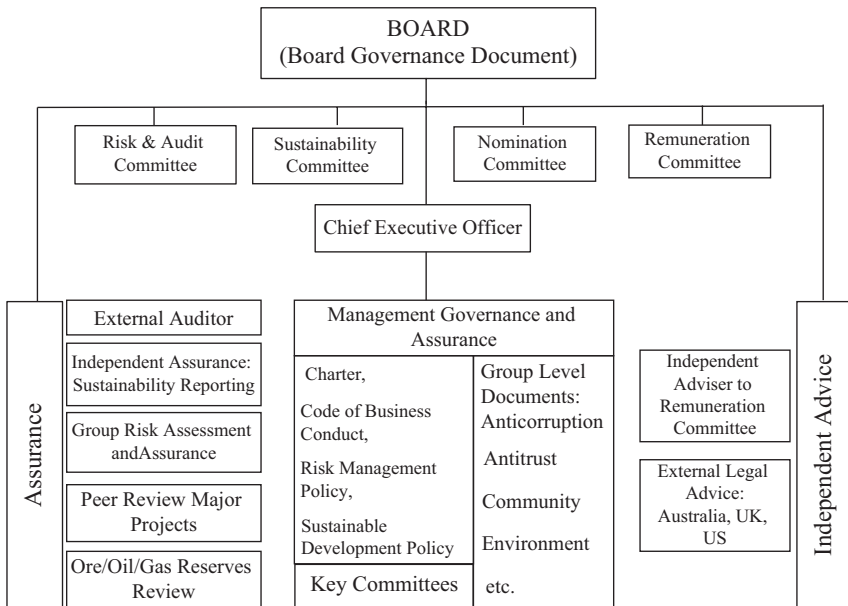 BOARD
(Board Governance Document)
Risk & Audit
Committee
Sustainability
Committee
Nomination
Committee
Remuneration
Committee
Chief Executive Officer
Assurance
External Auditor
Independent Assurance:
Sustainability Reporting
Group Risk Assessment
andAssurance
Peer Review Major
Projects
Ore/Oil/Gas Reserves
Review
Management Governance and
Assurance
Charter,
Code of Business
Conduct,
Risk Management
Policy,
Sustainable
Development Policy
Key Committees
Group Level
Documents:
Anticorruption
Antitrust
Community
Environment
etc.
Independent
Adviser to
Remuneration
Committee
External Legal
Advice:
Australia, UK,
US
Independent Advice